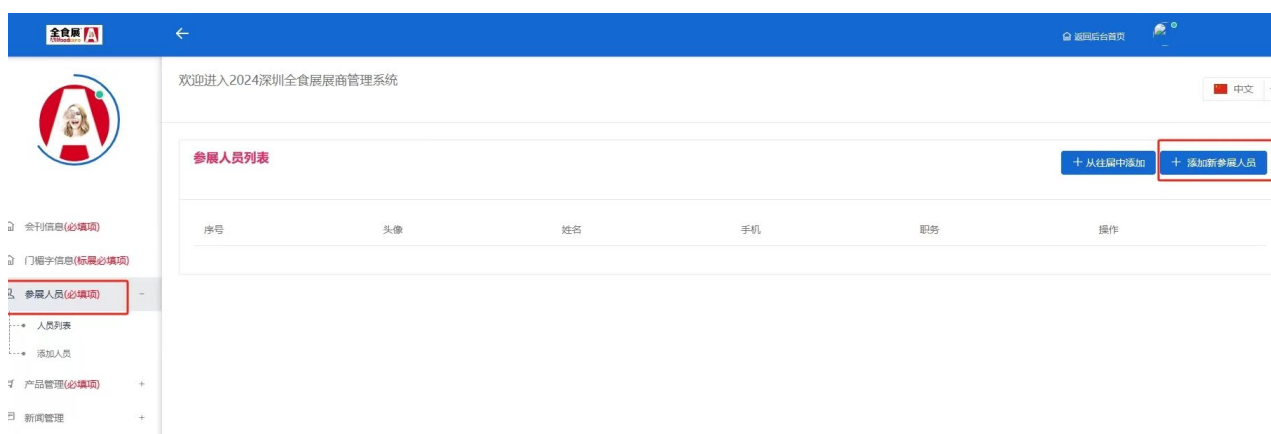 全食展
返回后台首页
欢迎进入2024深圳全食展展商管理系统
中文
参展人员列表
+ 从往届中添加
+ 添加新参展人员
序号 头像 姓名 手机 职务 操作
会刊信息(必填项)
门楣字信息(标展必填项)
参展人员(必填项) -
人员列表
添加人员
产品管理(必填项) +
新闻管理 +